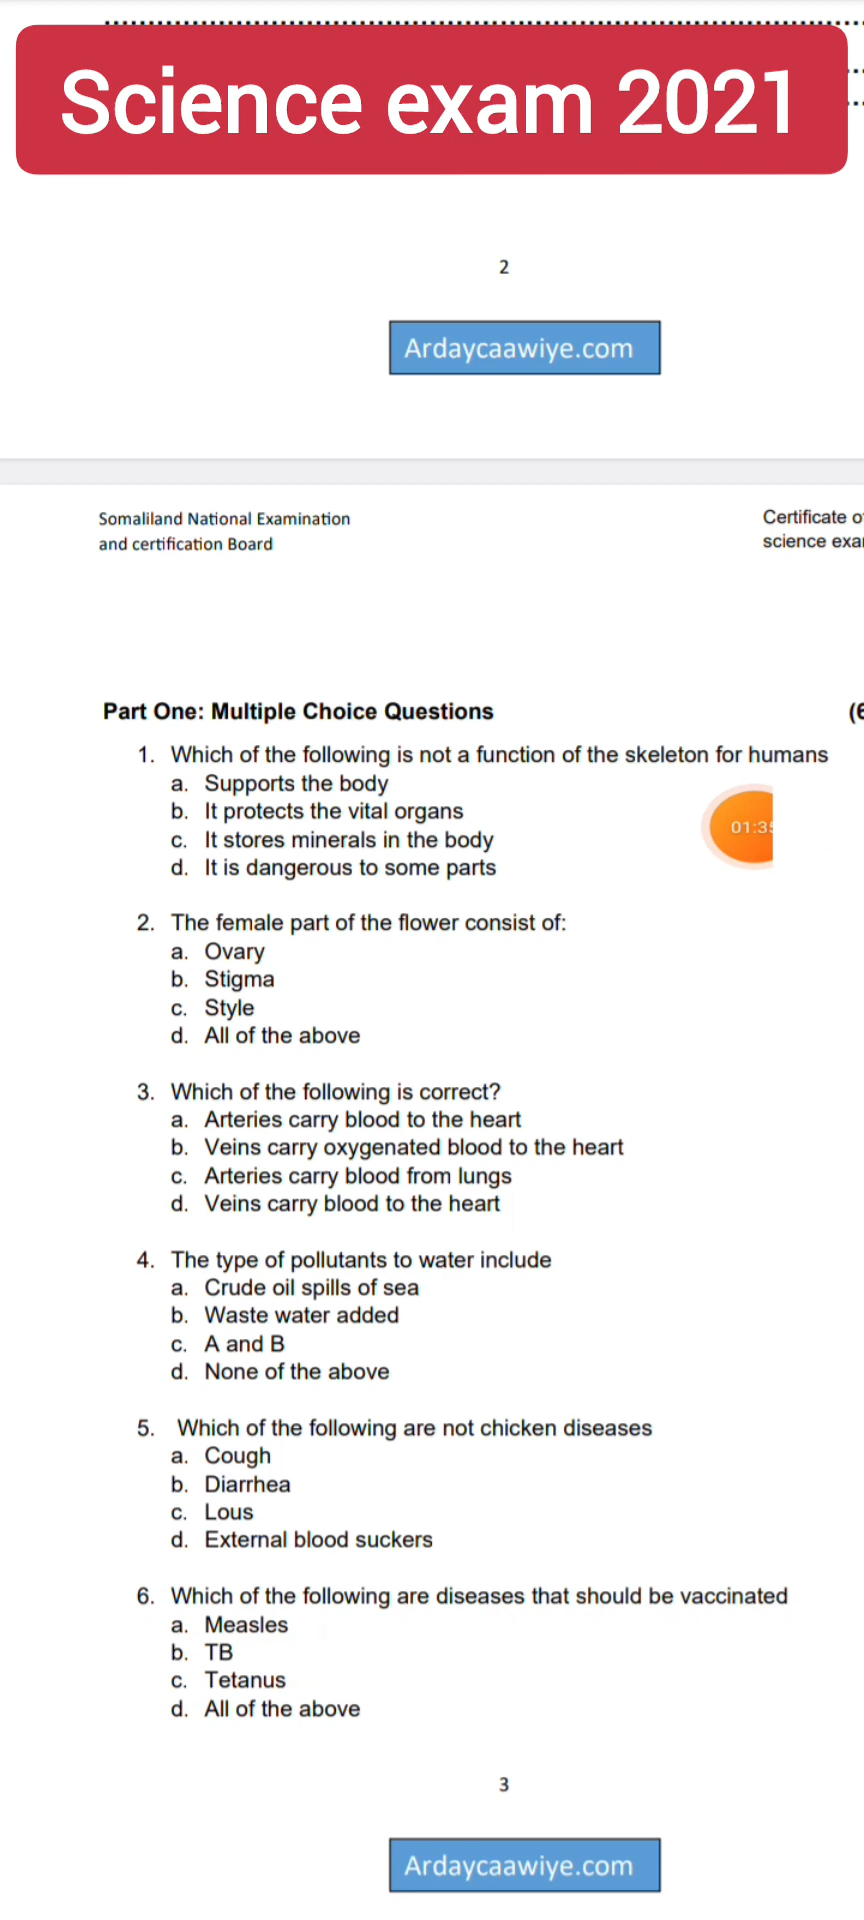 Science exam 2021
2
Ardaycaawiye.com
Somaliland National Examination
and certification Board
Certificate
science
Part One: Multiple Choice Questions
1. Which of the following is not a function of the skeleton for humans
a. Supports the body
b. It protects the vital organs
c. It stores minerals in the body
d. It is dangerous to some parts
01:3
2. The female part of the flower consist of:
a. Ovary
b. Stigma
c. Style
d. All of the above
3. Which of the following is correct?
a. Arteries carry blood to the heart
b. Veins carry oxygenated blood to the heart
c. Arteries carry blood from lungs
d. Veins carry blood to the heart
4. The type of pollutants to water include
a. Crude oil spills of sea
b. Waste water added
c. A and B
d. None of the above
5. Which of the following are not chicken diseases
a. Cough
b. Diarrhea
c. Lous
d. External blood suckers
6. Which of the following are diseases that should be vaccinated
a. Measles
b. TB
c. Tetanus
d. All of the above
3
Ardaycaawiye.com